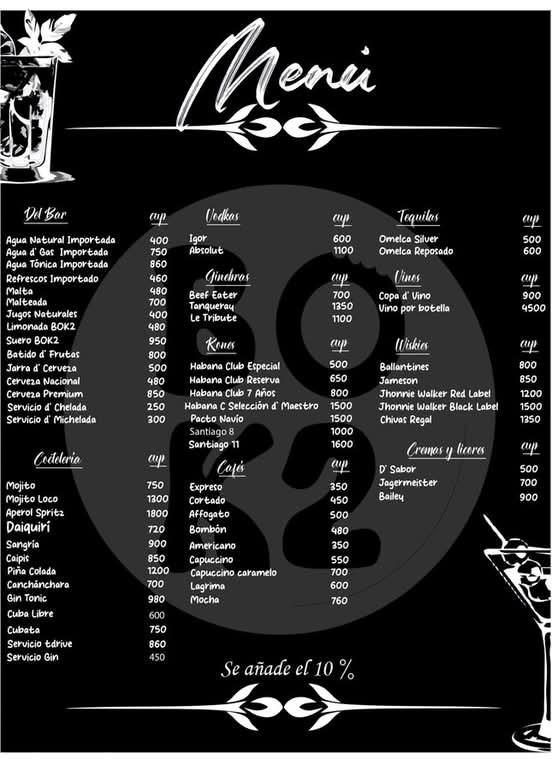 Menú
Del Bar cup
Agua Natural Importada 400
Agua d' Gas Importada 750
Agua Tónica Importada 860
Refrescos Importado 460
Malta 480
Malteada 700
Jugos Naturales 400
Limonada BOK2 480
Suero BOK2 950
Batido d' Frutas 800
Jarra d' Cerveza 500
Cerveza Nacional 480
Cerveza Premium 850
Servicio d' Chelada 250
Servicio d' Michelada 300
Coctelería cup
Mojito 750
Mojito Loco 1300
Aperol Spritz 1800
Daiquirí 720
Sangría 900
Caipis 850
Piña Colada 1200
Canchánchara 700
Gin Tonic 980
Cuba Libre 600
Cubata 750
Servicio tdrive 860
Servicio Gin 450
Vodkas cup
Igor 600
Absolut 1100
Ginebras cup
Beef Eater 700
Tanqueray 1350
Le Tribute 1100
Rones cup
Habana Club Especial 500
Habana Club Reserva 650
Habana Club 7 Años 800
Habana C Selección d' Maestro 1500
Pacto Navío 1500
Santiago 8 1000
Santiago 11 1600
Cafés cup
Expreso 350
Cortado 450
Affogato 500
Bombón 480
Americano 350
Capuccino 550
Capuccino caramelo 700
Lagrima 600
Mocha 760
Tequilas cup
Omelca Silver 500
Omelca Reposado 600
Vinos cup
Copa d' Vino 900
Vino por botella 4500
Wiskies cup
Ballantines 800
Jameson 850
Jhonnie Walker Red Label 1200
Jhonnie Walker Black Label 1500
Chivas Regal 1350
Cremas y licores cup
D' Sabor 500
Jagermeister 700
Bailey 900
BO
K2
Se añade el 10 %